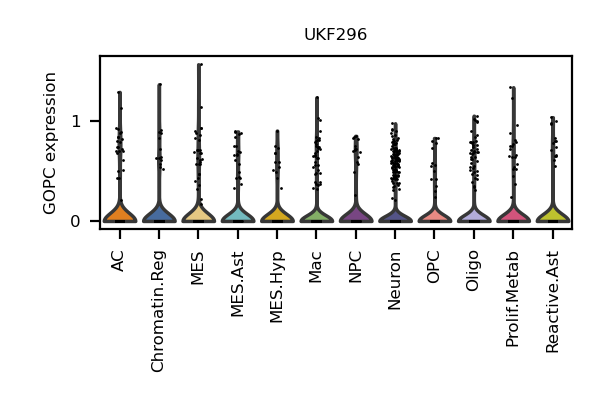 UKF296
GOPC expression
1
0
AC
Chromatin.Reg
MES
MES.Ast
MES.Hyp
Mac
NPC
Neuron
OPC
Oligo
Prolif.Metab
Reactive.Ast